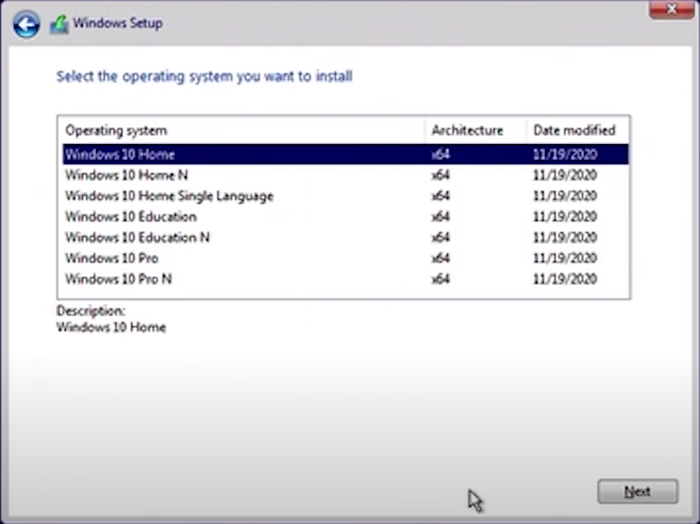 Windows Setup
Select the operating system you want to install
Operating system Architecture Date modified
Windows 10 Home x64 11/19/2020
Windows 10 Home N x64 11/19/2020
Windows 10 Home Single Language x64 11/19/2020
Windows 10 Education x64 11/19/2020
Windows 10 Education N x64 11/19/2020
Windows 10 Pro x64 11/19/2020
Windows 10 Pro N x64 11/19/2020
Description:
Windows 10 Home
Next